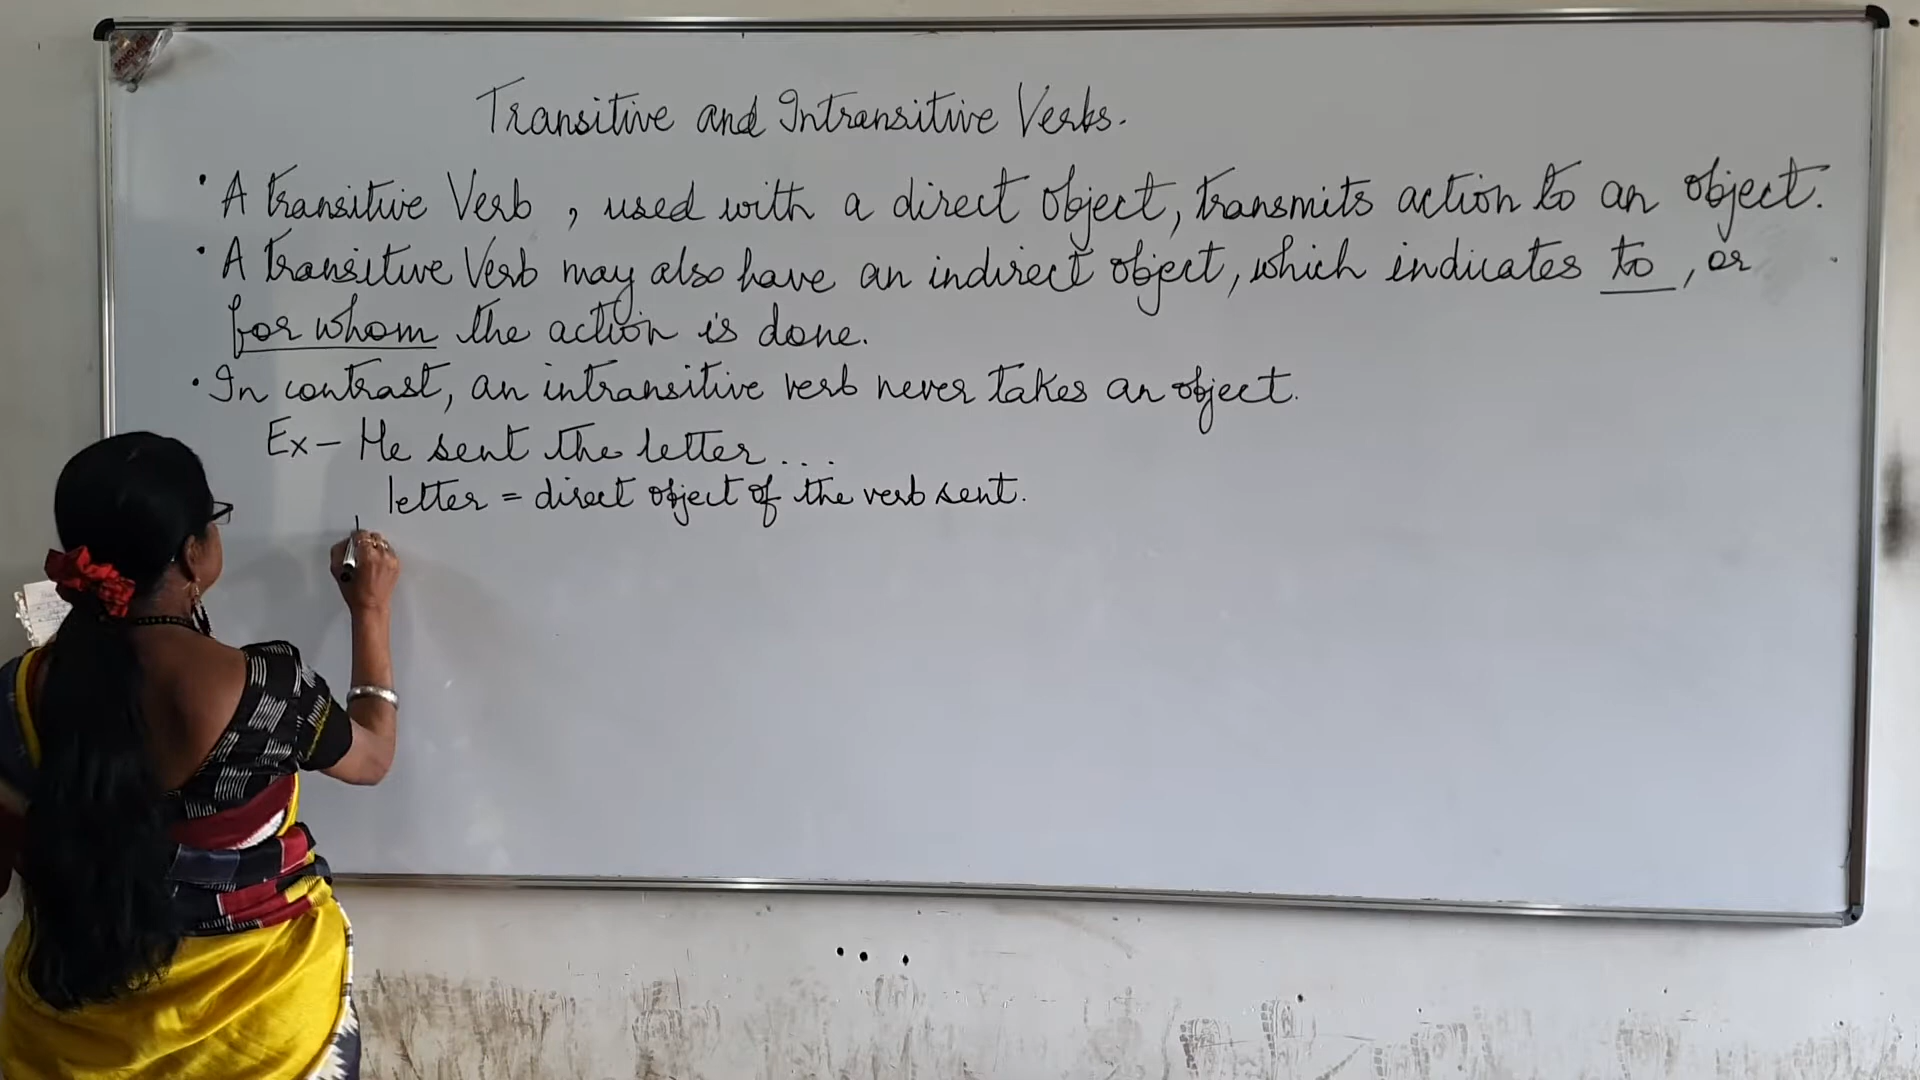 Transitive and Intransitive Verbs.
• A transitive Verb , used with a direct object, transmits action to an object.
• A transitive Verb may also have an indirect object, which indicates to , or
for whom the action is done.
• In contrast, an intransitive verb never takes an object.
Ex – He sent the letter...
letter = direct object of the verb sent.